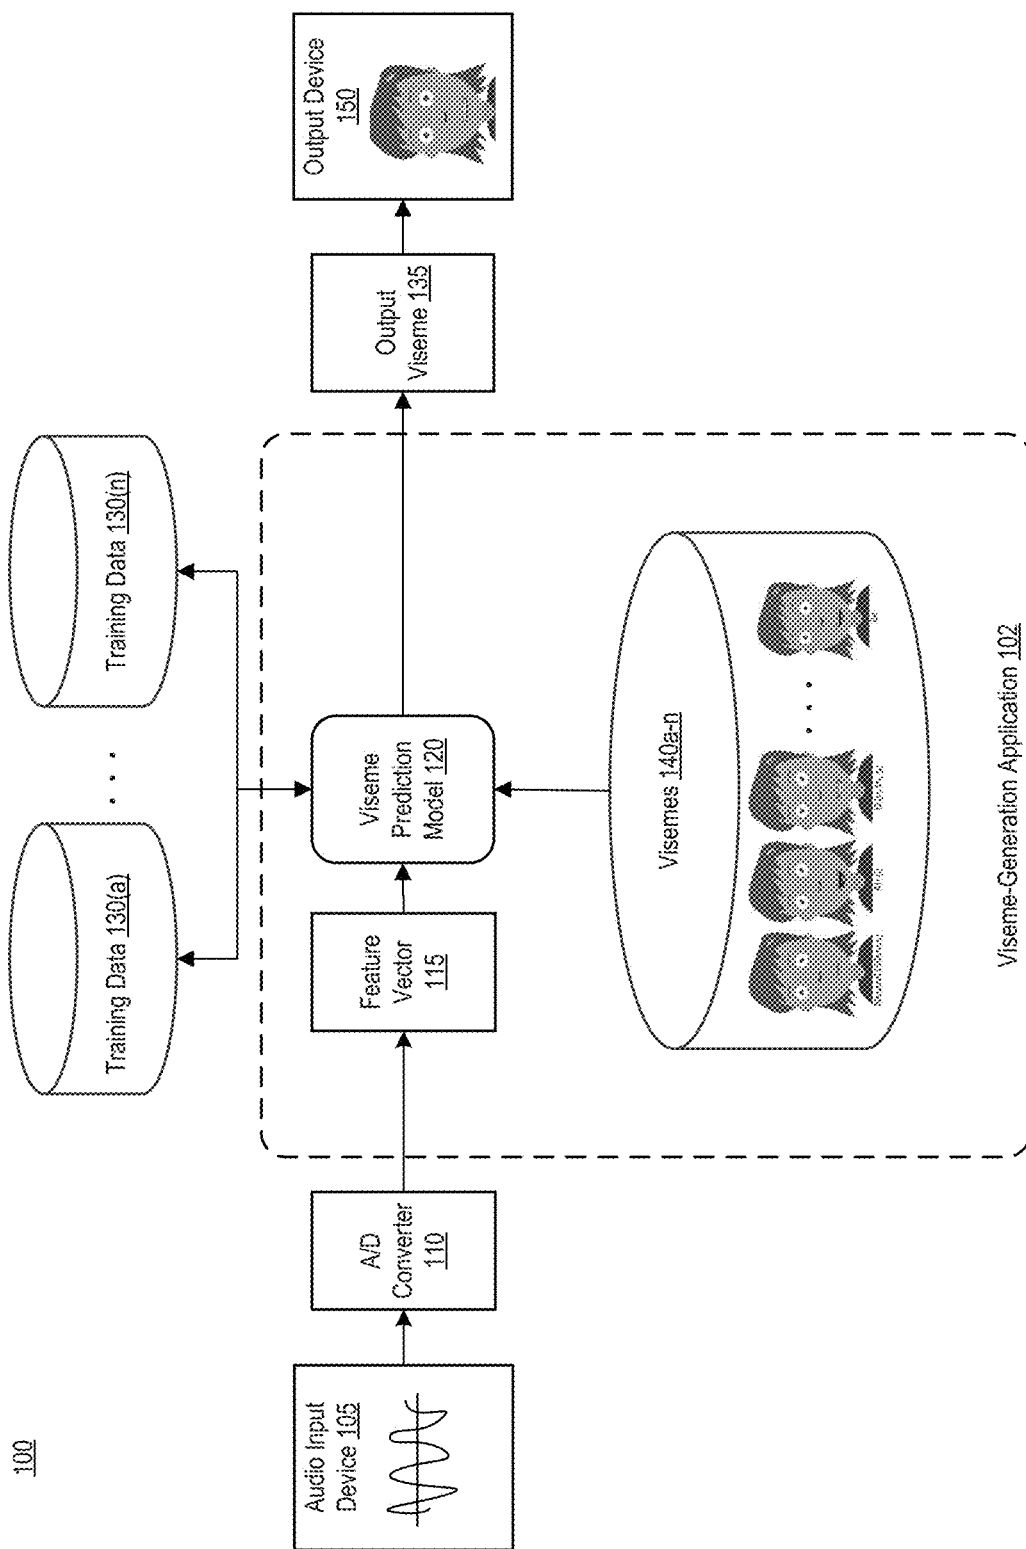 100
Training Data 130(a)
Training Data 130(n)
Audio Input
Device 105
A/D
Converter
110
Feature
Vector
115
Viseme
Prediction
Model 120
Output
Viseme 135
Output Device
150
Visemes 140a-n
Viseme-Generation Application 102